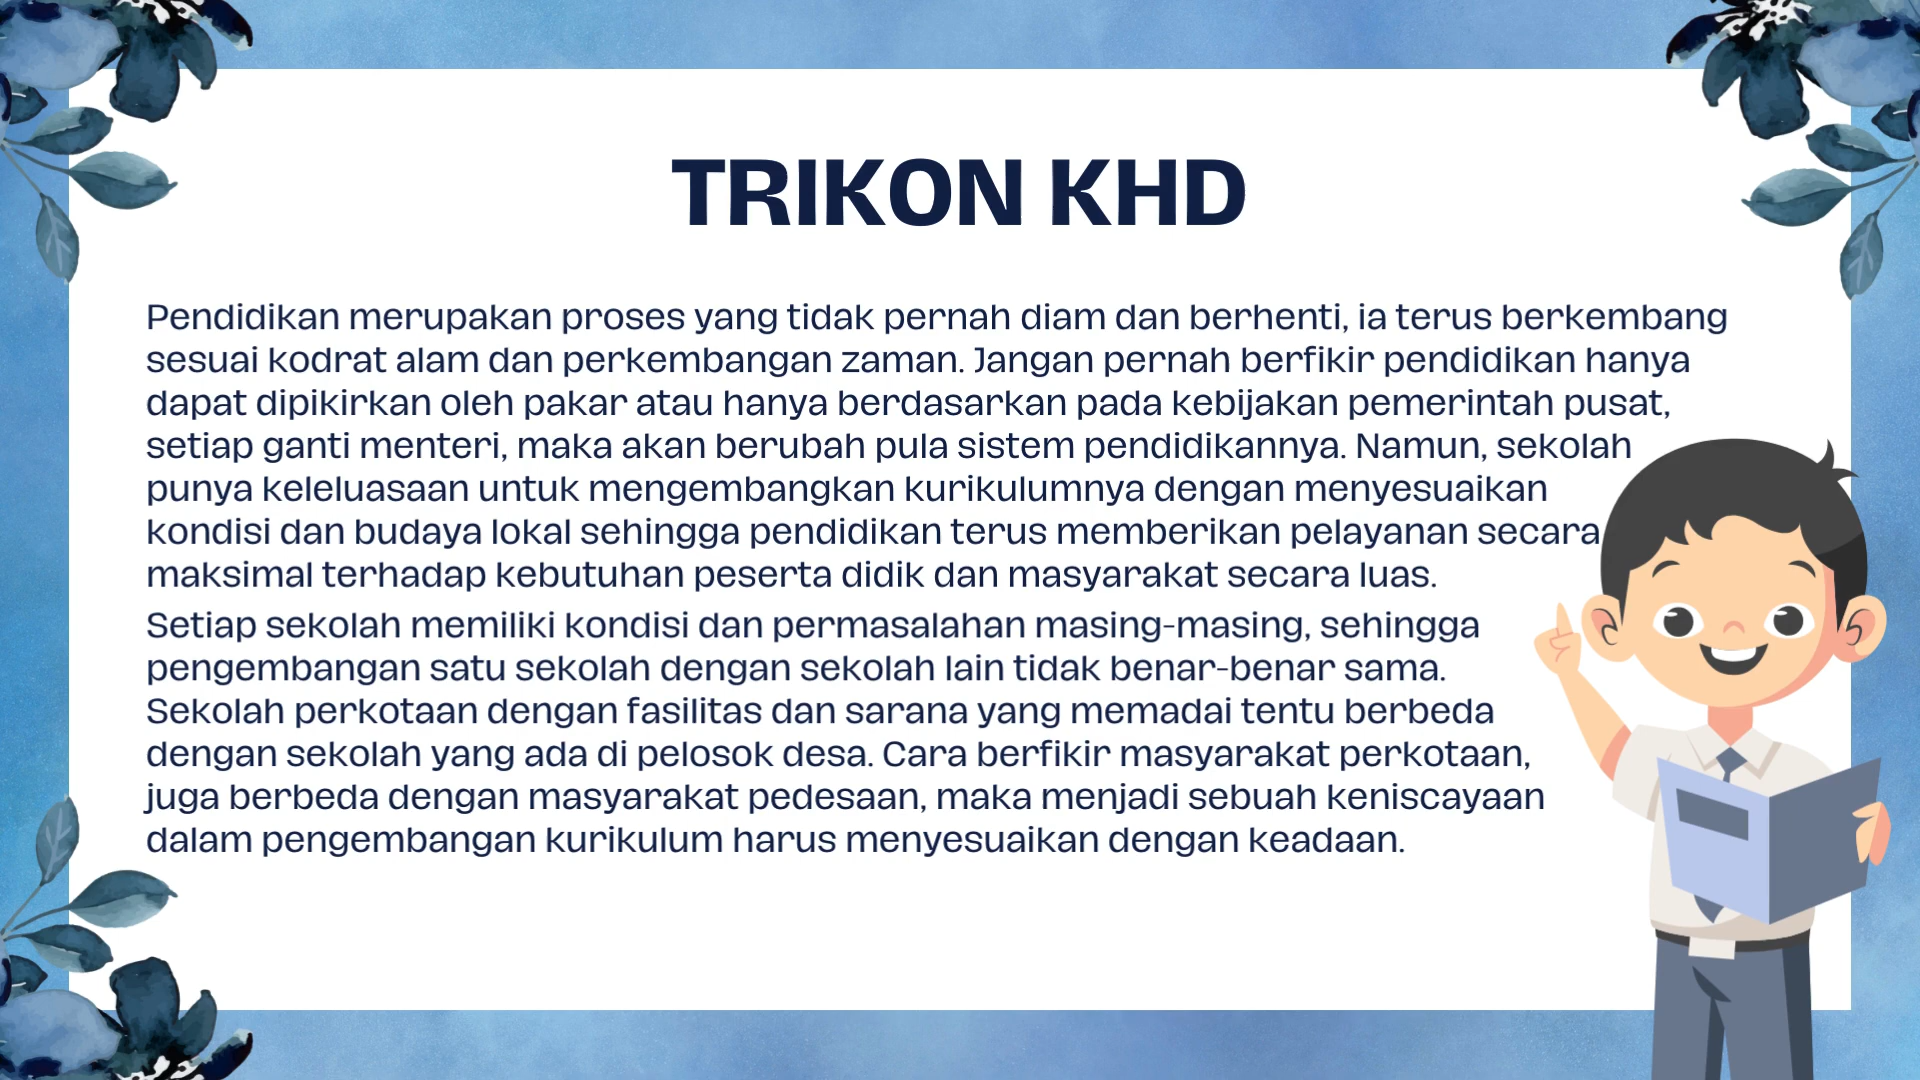 TRIKON KHD
Pendidikan merupakan proses yang tidak pernah diam dan berhenti, ia terus berkembang
sesuai kodrat alam dan perkembangan zaman. Jangan pernah berfikir pendidikan hanya
dapat dipikirkan oleh pakar atau hanya berdasarkan pada kebijakan pemerintah pusat,
setiap ganti menteri, maka akan berubah pula sistem pendidikannya. Namun, sekolah
punya keleluasaan untuk mengembangkan kurikulumnya dengan menyesuaikan
kondisi dan budaya lokal sehingga pendidikan terus memberikan pelayanan secara
maksimal terhadap kebutuhan peserta didik dan masyarakat secara luas.
Setiap sekolah memiliki kondisi dan permasalahan masing-masing, sehingga
pengembangan satu sekolah dengan sekolah lain tidak benar-benar sama.
Sekolah perkotaan dengan fasilitas dan sarana yang memadai tentu berbeda
dengan sekolah yang ada di pelosok desa. Cara berfikir masyarakat perkotaan,
juga berbeda dengan masyarakat pedesaan, maka menjadi sebuah keniscayaan
dalam pengembangan kurikulum harus menyesuaikan dengan keadaan.